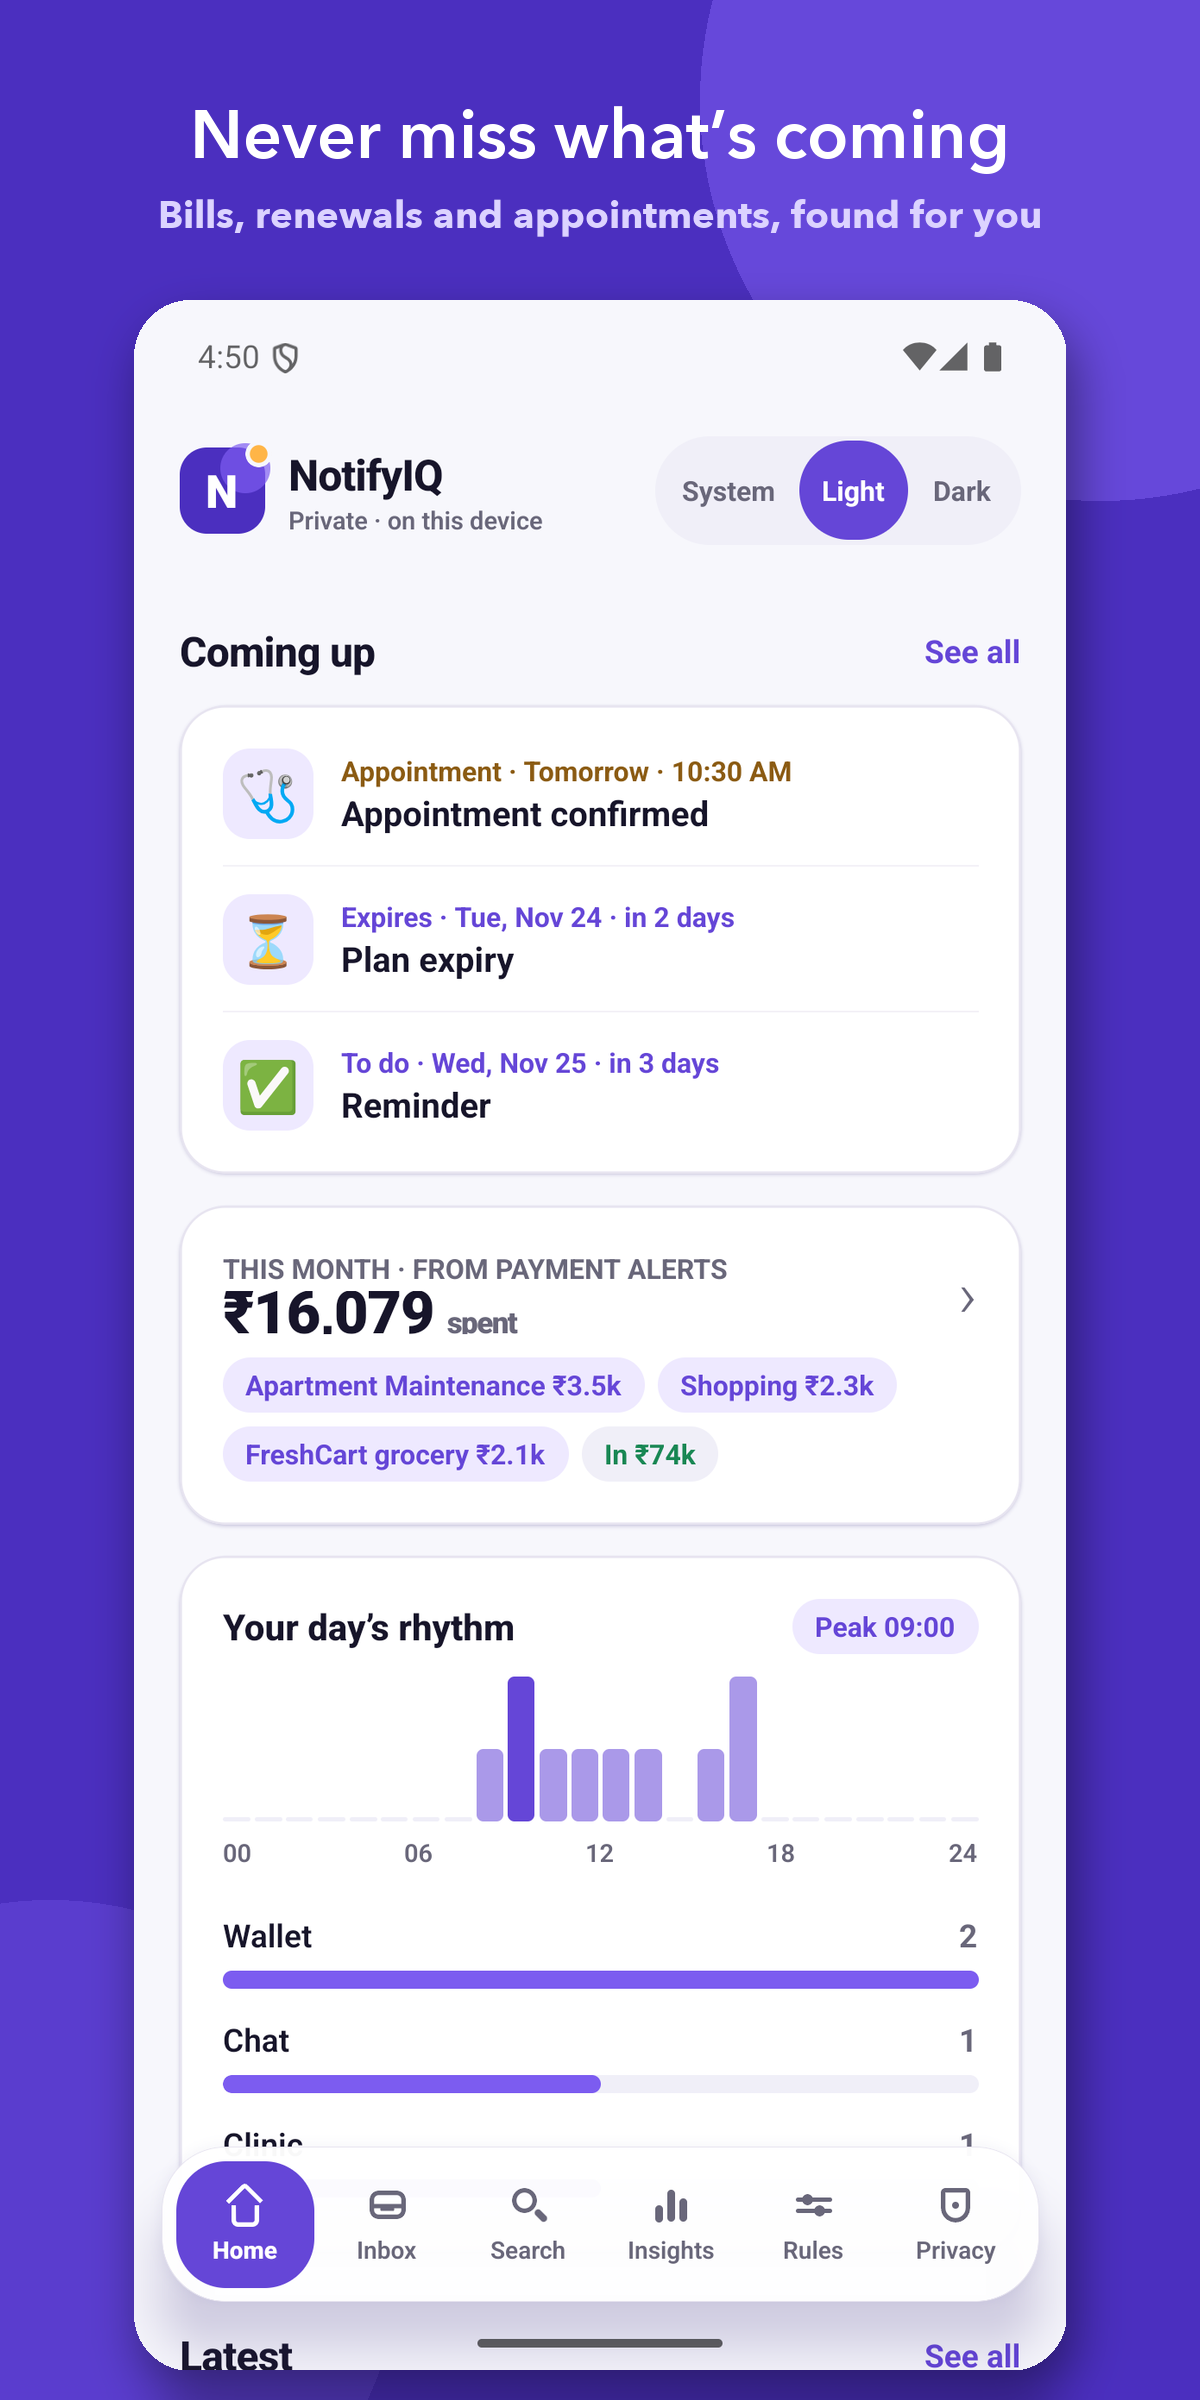 Never miss what’s coming
Bills, renewals and appointments, found for you
4:50
N
NotifyIQ
Private · on this device
System
Light
Dark
Coming up
See all
Appointment · Tomorrow · 10:30 AM
Appointment confirmed
Expires · Tue, Nov 24 · in 2 days
Plan expiry
To do · Wed, Nov 25 · in 3 days
Reminder
THIS MONTH · FROM PAYMENT ALERTS
₹16,079 spent
Apartment Maintenance ₹3.5k
Shopping ₹2.3k
FreshCart grocery ₹2.1k
In ₹74k
Your day’s rhythm
Peak 09:00
00 06 12 18 24
Wallet 2
Chat 1
Clinic 1
Home
Inbox
Search
Insights
Rules
Privacy
Latest
See all